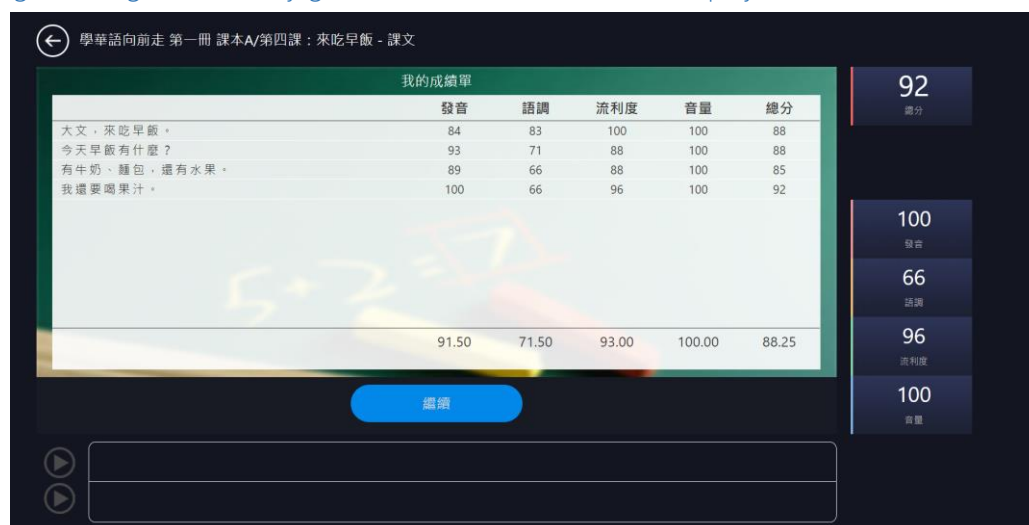 學華語向前走 第一冊 課本A/第四課：來吃早飯 - 課文
我的成績單
發音 語調 流利度 音量 總分
大文，來吃早飯。 84 83 100 100 88
今天早飯有什麼？ 93 71 88 100 88
有牛奶、麵包，還有水果。 89 66 88 100 85
我還要喝果汁。 100 66 96 100 92
5+2=7
91.50 71.50 93.00 100.00 88.25
繼續
92
總分
100
發音
66
語調
96
流利度
100
音量